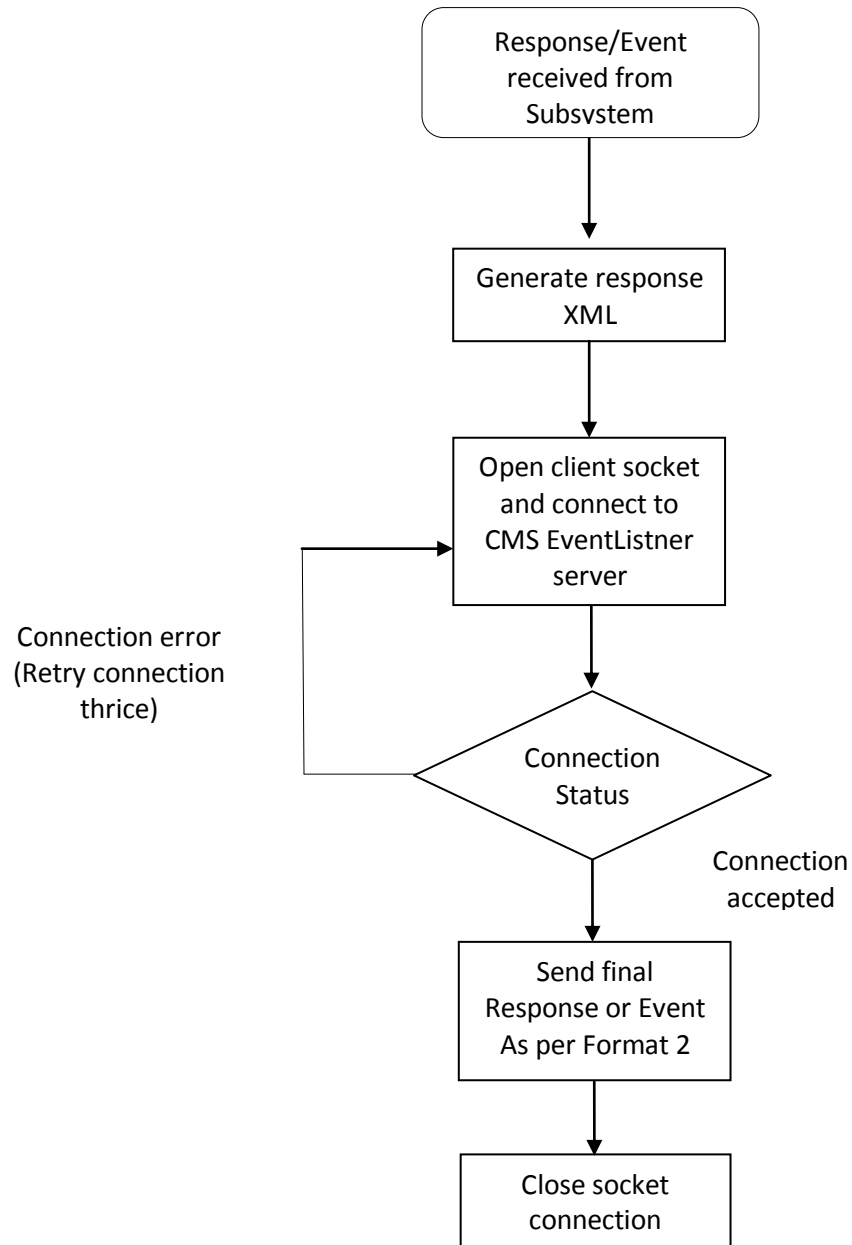 Response/Event
received from
Subsystem
Generate response
XML
Open client socket
and connect to
CMS EventListner
server
Connection error
(Retry connection
thrice)
Connection
Status
Connection
accepted
Send final
Response or Event
As per Format 2
Close socket
connection